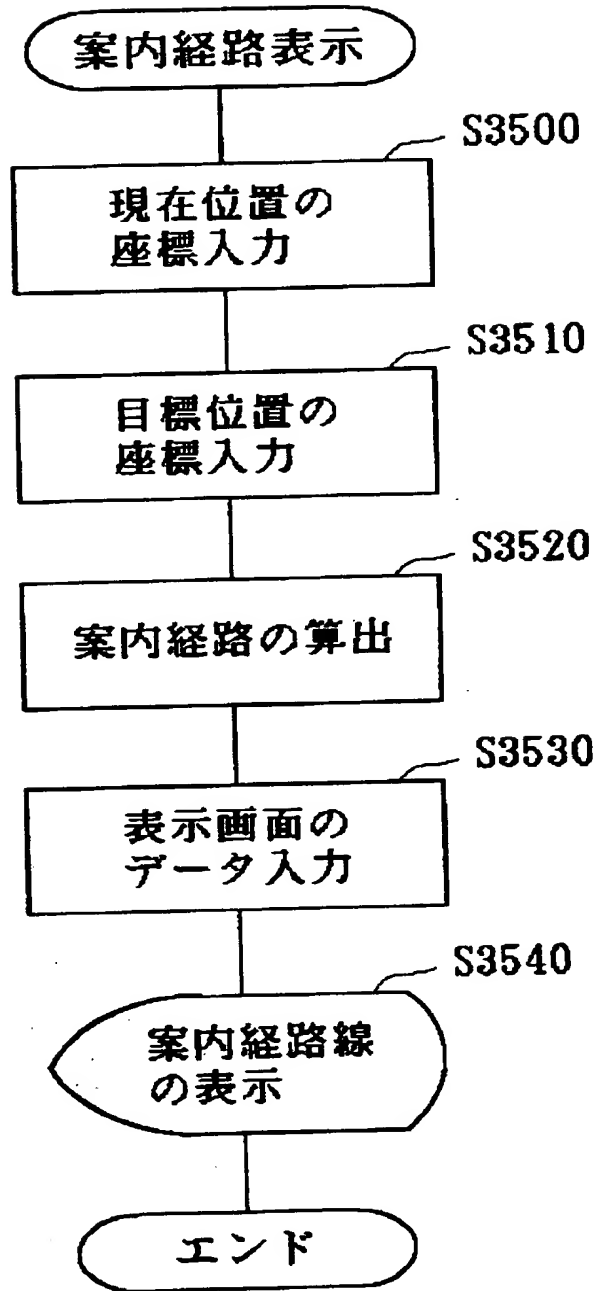 案内経路表示
S3500
現在位置の
座標入力
S3510
目標位置の
座標入力
S3520
案内経路の算出
S3530
表示画面の
データ入力
S3540
案内経路線
の表示
エンド